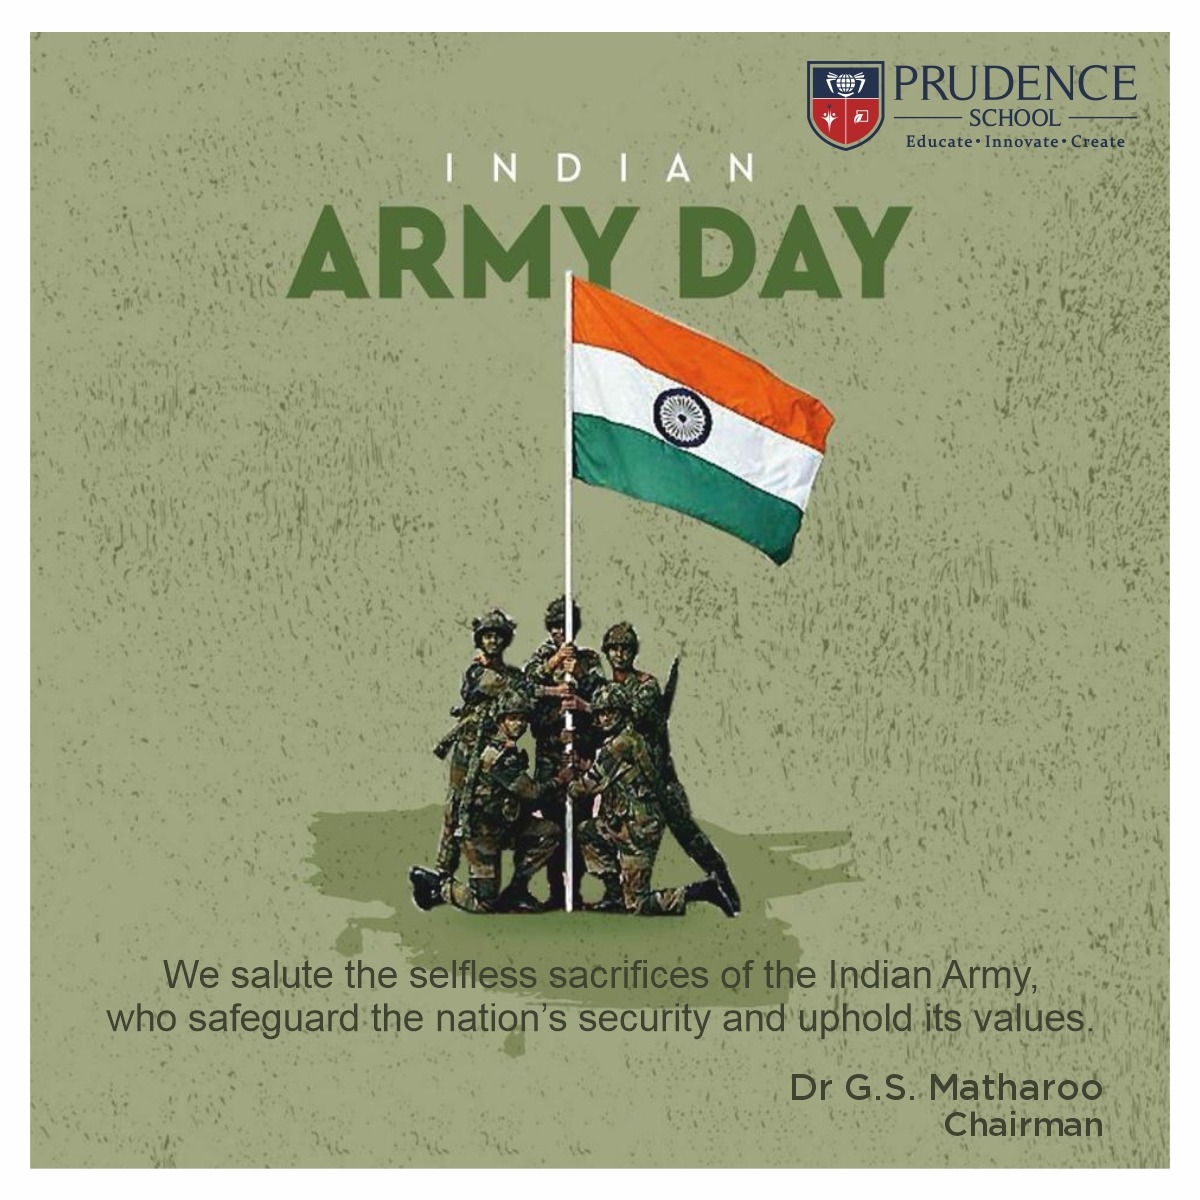 PRUDENCE
SCHOOL
Educate • Innovate • Create
INDIAN
ARMY DAY
We salute the selfless sacrifices of the Indian Army,
who safeguard the nation’s security and uphold its values.
Dr G.S. Matharoo
Chairman